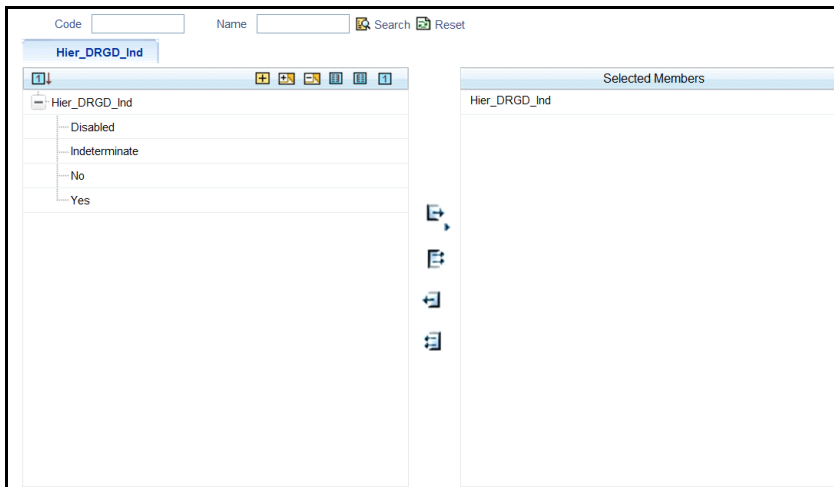 Code Name Search Reset
Hier_DRGD_Ind
Selected Members
Hier_DRGD_Ind Hier_DRGD_Ind
Disabled
Indeterminate
No
Yes